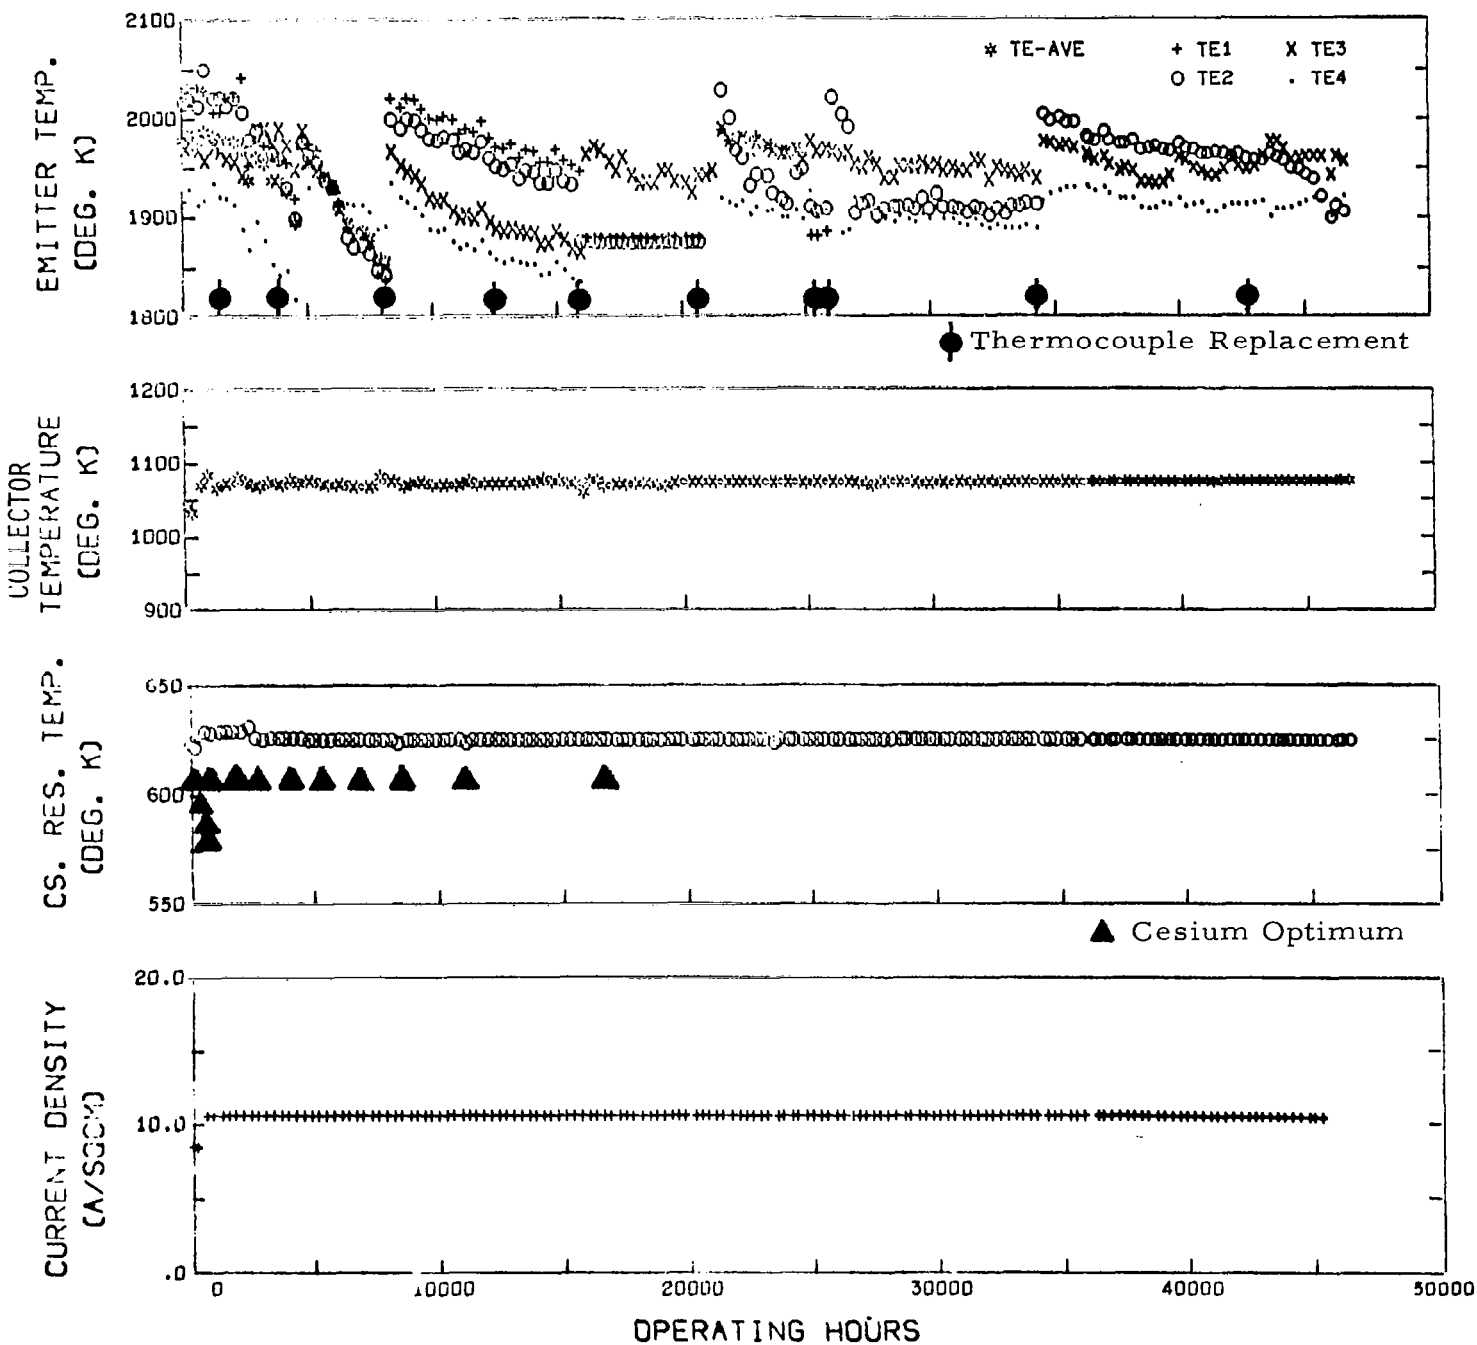 2100
2000
1900
1800
EMITTER TEMP.
(DEG. K)
TE-AVE
+ TE1
X TE3
O TE2
. TE4
Thermocouple Replacement
1200
1100
1000
900
COLLECTOR
TEMPERATURE
(DEG. K)
650
600
550
CS. RES. TEMP.
(DEG. K)
Cesium Optimum
20.0
10.0
.0
CURRENT DENSITY
(A/SQCM)
0 10000 20000 30000 40000 50000
OPERATING HOURS